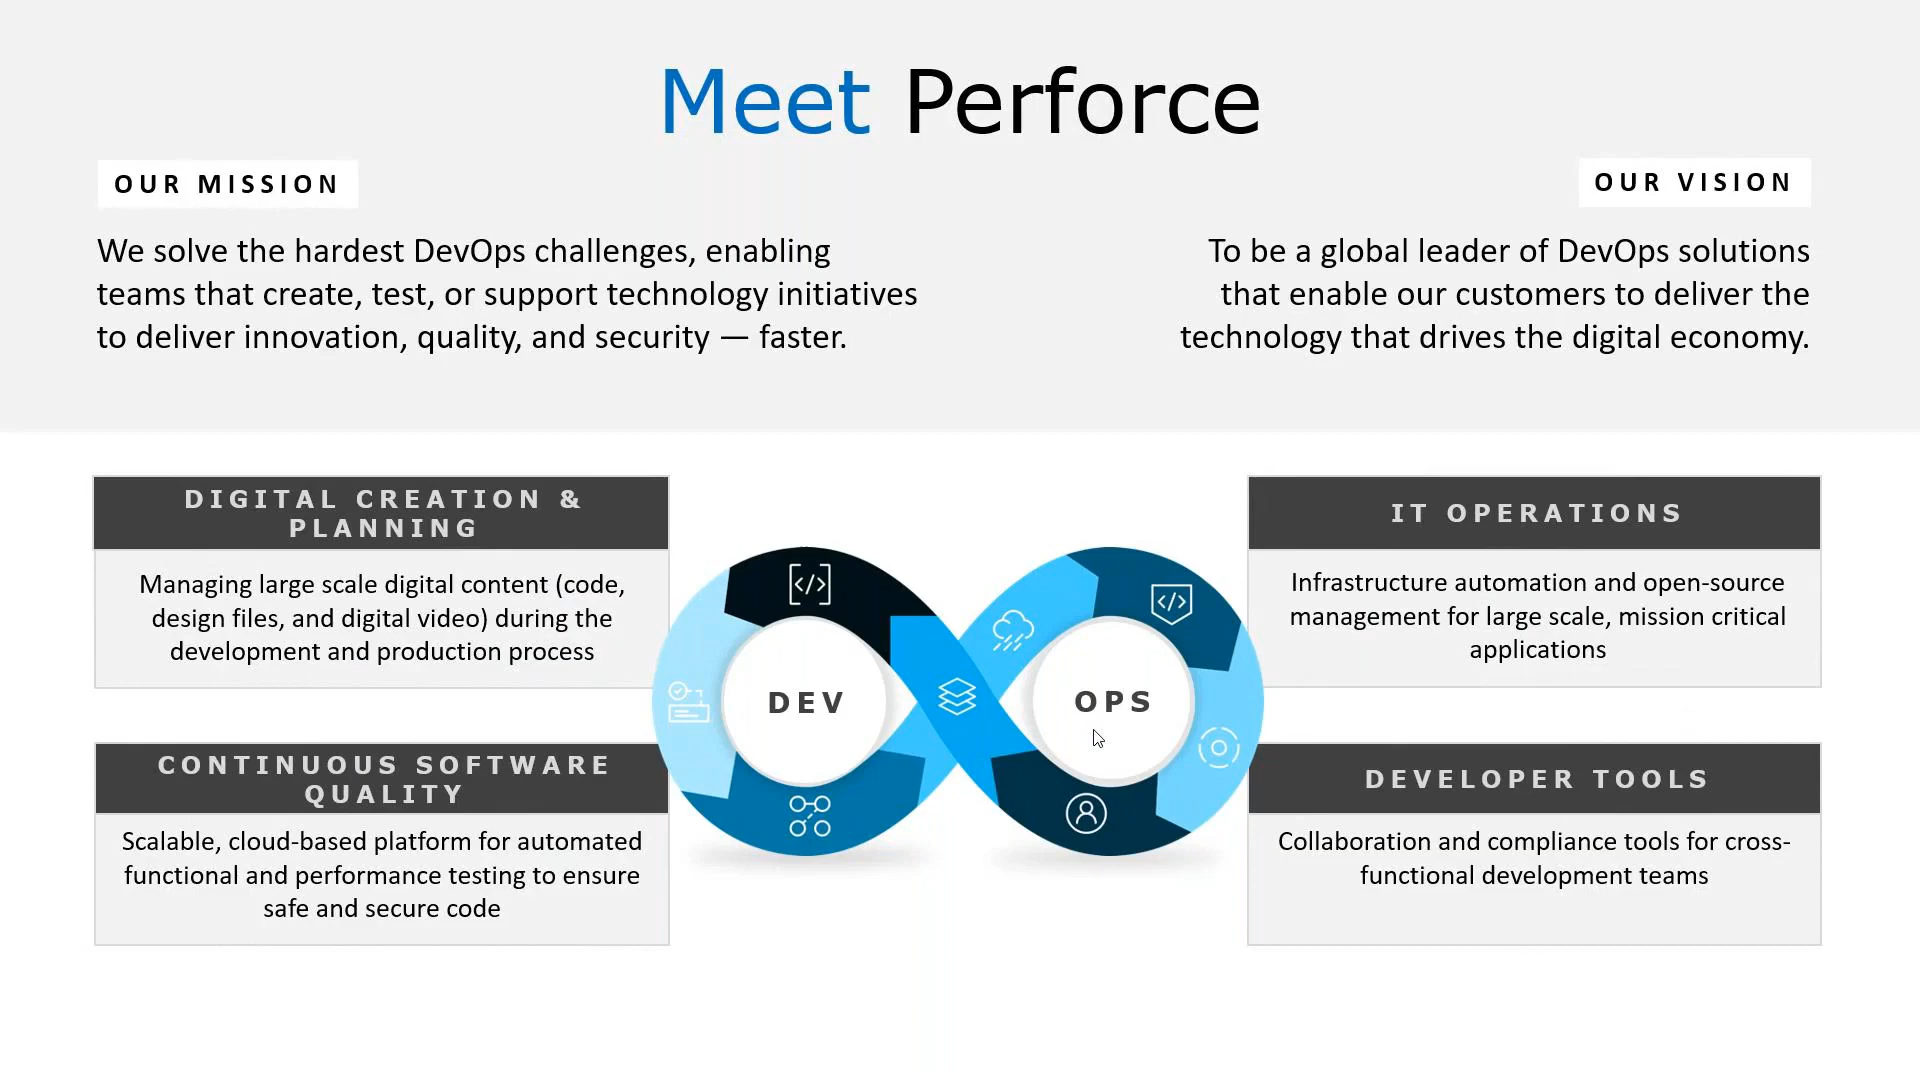 Meet Perforce
OUR MISSION
We solve the hardest DevOps challenges, enabling
teams that create, test, or support technology initiatives
to deliver innovation, quality, and security — faster.
OUR VISION
To be a global leader of DevOps solutions
that enable our customers to deliver the
technology that drives the digital economy.
DIGITAL CREATION &
PLANNING
Managing large scale digital content (code,
design files, and digital video) during the
development and production process
CONTINUOUS SOFTWARE
QUALITY
Scalable, cloud-based platform for automated
functional and performance testing to ensure
safe and secure code
DEV
OPS
IT OPERATIONS
Infrastructure automation and open-source
management for large scale, mission critical
applications
DEVELOPER TOOLS
Collaboration and compliance tools for cross-
functional development teams